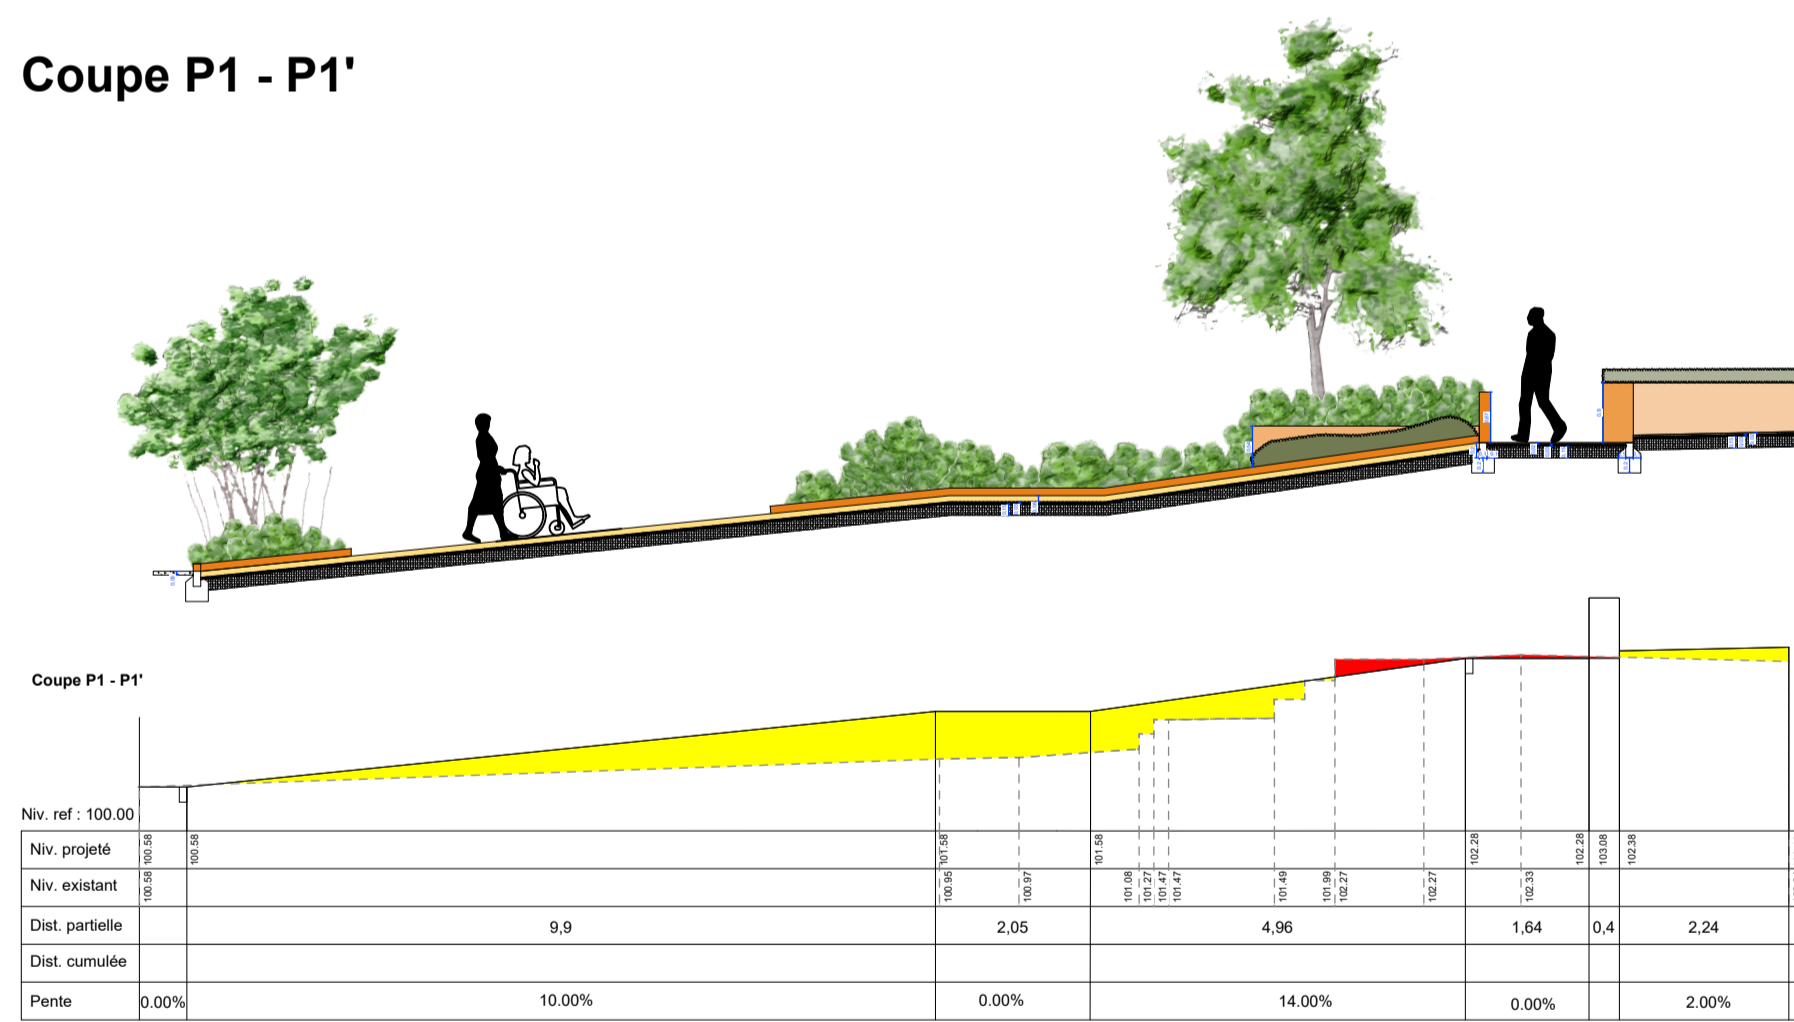 Coupe P1 - P1'
Coupe P1 - P1'
Niv. ref : 100.00
Niv. projeté 100.58 100.58 101.58 101.58 102.28 102.28 103.08 102.38
Niv. existant 100.58 100.95 100.97 101.08 101.27 101.47 101.47 101.49 101.99 102.27 102.27 102.33
Dist. partielle 9,9 2,05 4,96 1,64 0,4 2,24
Dist. cumulée
Pente 0.00% 10.00% 0.00% 14.00% 0.00% 2.00%